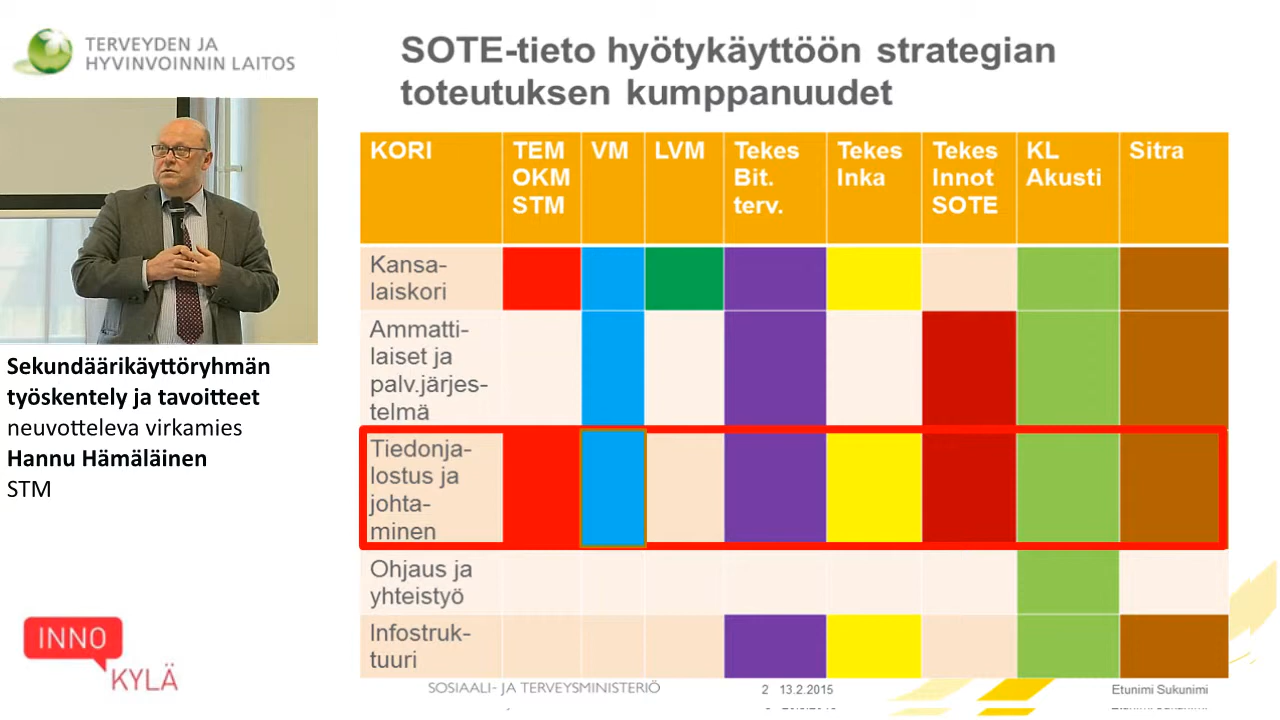 TERVEYDEN JA
HYVINVOINNIN LAITOS
SOTE-tieto hyötykäyttöön strategian
toteutuksen kumppanuudet
Sekundäärikäyttöryhmän
työskentely ja tavoitteet
neuvotteleva virkamies
Hannu Hämäläinen
STM
INNO
KYLÄ
KORI
TEM
OKM
STM
VM
LVM
Tekes
Bit.
terv.
Tekes
Inka
Tekes
Innot
SOTE
KL
Akusti
Sitra
Kansa-
laiskori
Ammatti-
laiset ja
palv.järjes-
telmä
Tiedonja-
lostus ja
johta-
minen
Ohjaus ja
yhteistyö
Infostruk-
tuuri
SOSIAALI- JA TERVEYSMINISTERIÖ
2 13.2.2015
Etunimi Sukunimi